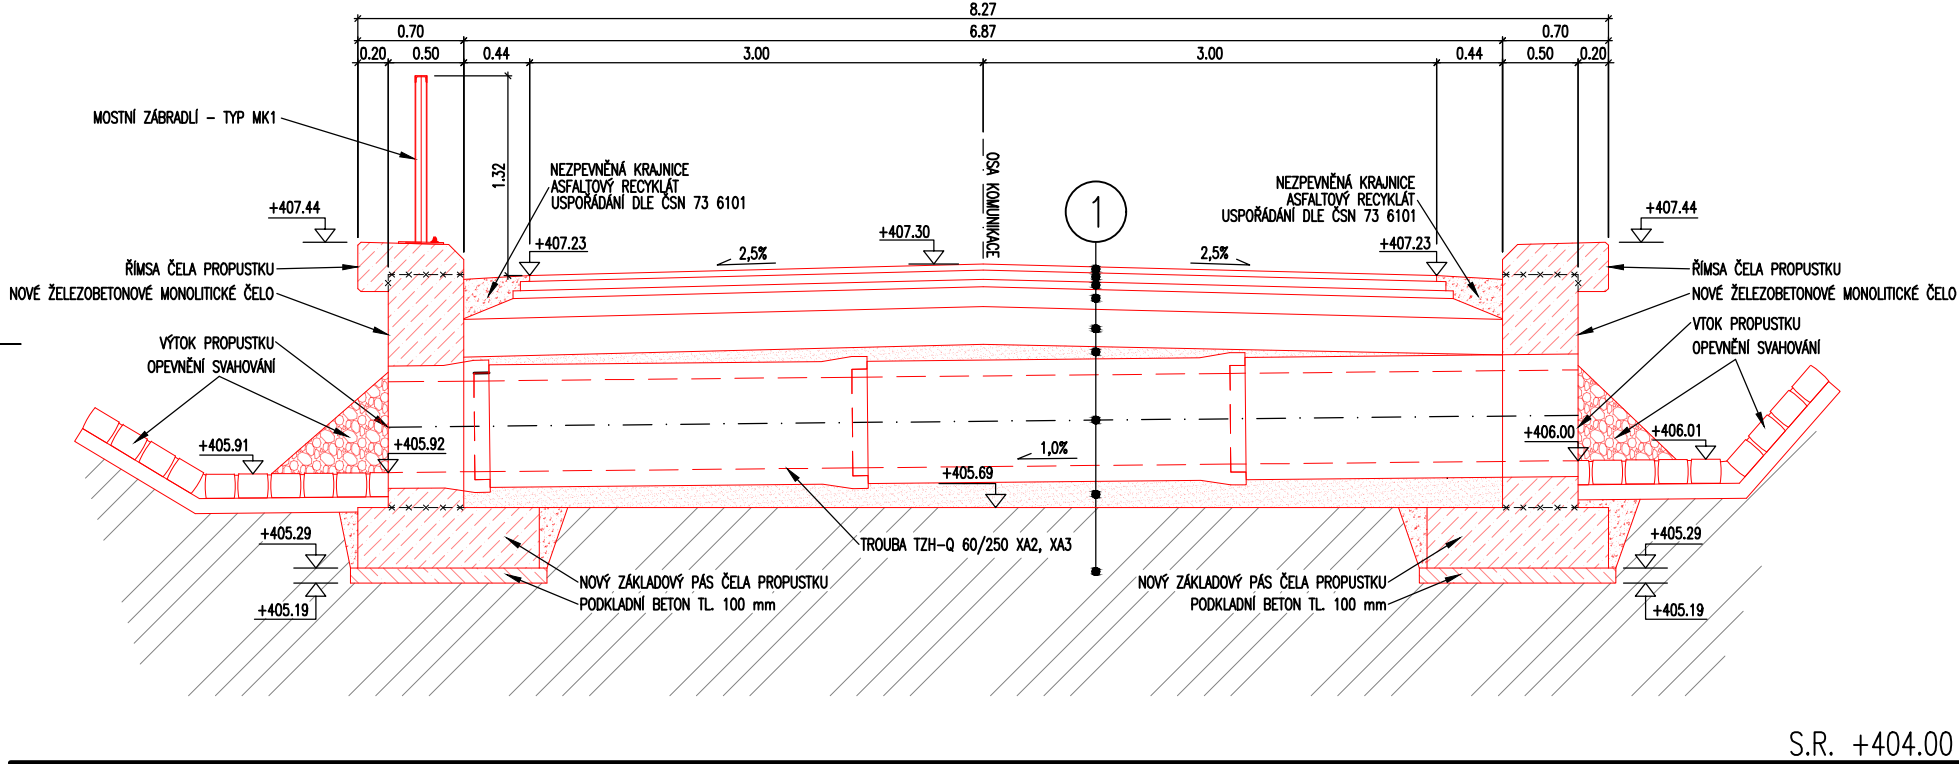 8.27
0.70 6.87 0.70
0.20 0.50 0.44 3.00 3.00 0.44 0.50 0.20
MOSTNÍ ZÁBRADLÍ - TYP MK1
1.32
NEZPEVNĚNÁ KRAJNICE
ASFALTOVÝ RECYKLÁT
USPOŘÁDÁNÍ DLE ČSN 73 6101
OSA KOMUNIKACE
1
NEZPEVNĚNÁ KRAJNICE
ASFALTOVÝ RECYKLÁT
USPOŘÁDÁNÍ DLE ČSN 73 6101
+407.44
+407.23
2,5%
+407.30
2,5%
+407.23
+407.44
ŘÍMSA ČELA PROPUSTKU
NOVÉ ŽELEZOBETONOVÉ MONOLITICKÉ ČELO
VÝTOK PROPUSTKU
OPEVNĚNÍ SVAHOVÁNÍ
ŘÍMSA ČELA PROPUSTKU
NOVÉ ŽELEZOBETONOVÉ MONOLITICKÉ ČELO
VTOK PROPUSTKU
OPEVNĚNÍ SVAHOVÁNÍ
+405.91
+405.92
1,0%
+405.69
+406.00
+406.01
+405.29
+405.19
TROUBA TZH-Q 60/250 XA2, XA3
NOVÝ ZÁKLADOVÝ PÁS ČELA PROPUSTKU
PODKLADNÍ BETON TL. 100 mm
NOVÝ ZÁKLADOVÝ PÁS ČELA PROPUSTKU
PODKLADNÍ BETON TL. 100 mm
+405.29
+405.19
S.R. +404.00